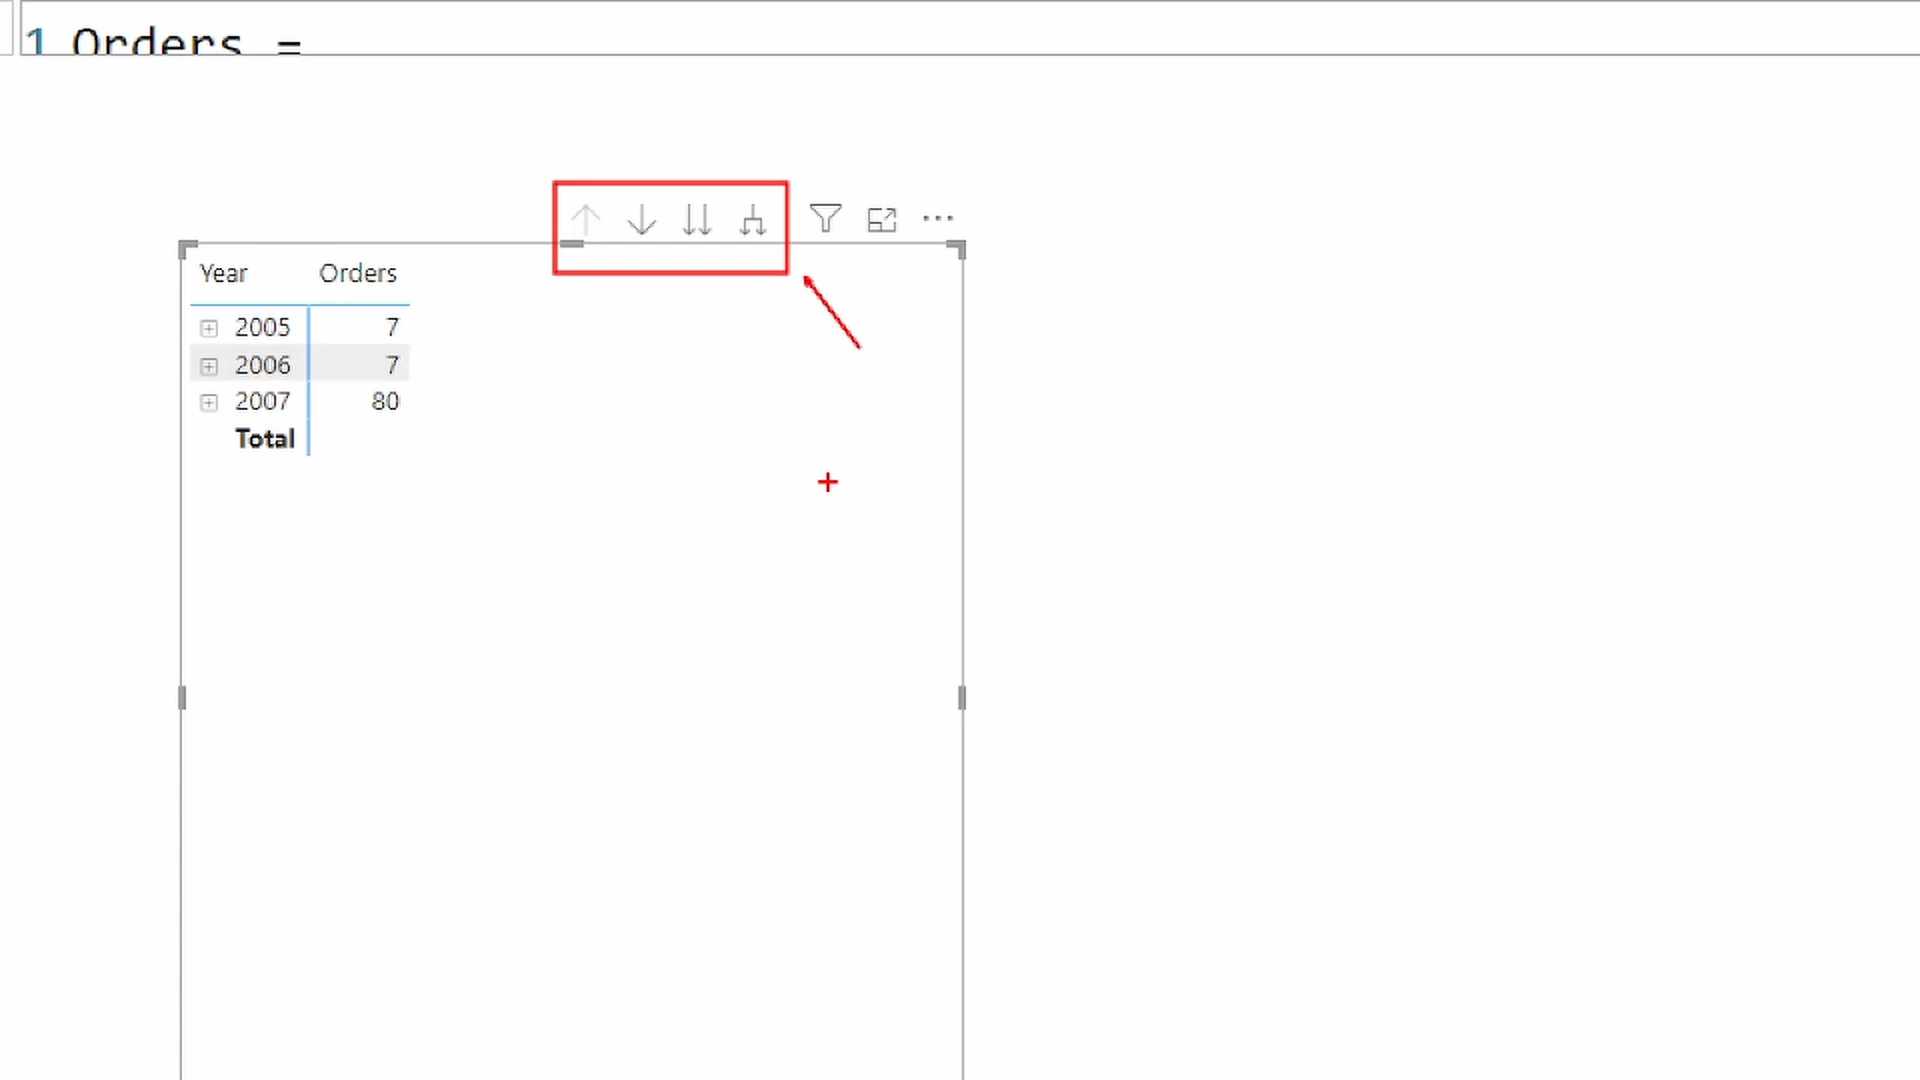 1 Orders =
Year Orders
2005 7
2006 7
2007 80
Total